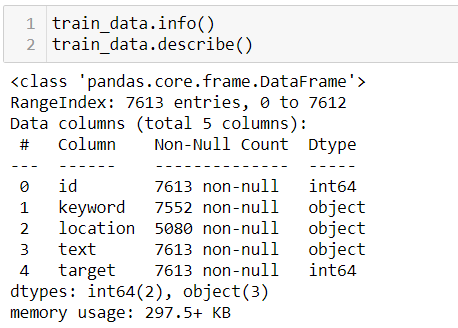 1 train_data.info()
2 train_data.describe()
<class 'pandas.core.frame.DataFrame'>
RangeIndex: 7613 entries, 0 to 7612
Data columns (total 5 columns):
 #   Column    Non-Null Count  Dtype
---  ------    --------------  -----
 0   id        7613 non-null   int64
 1   keyword   7552 non-null   object
 2   location  5080 non-null   object
 3   text      7613 non-null   object
 4   target    7613 non-null   int64
dtypes: int64(2), object(3)
memory usage: 297.5+ KB